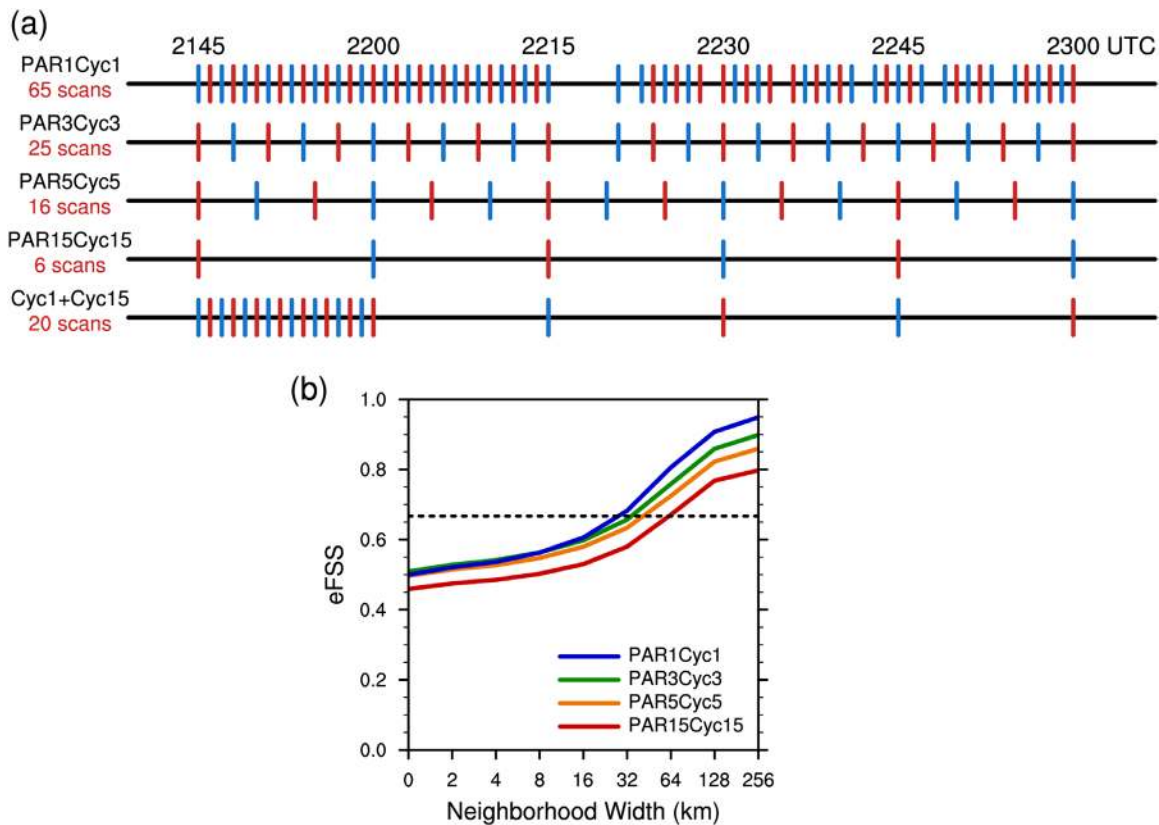 (a)
2145 2200 2215 2230 2245 2300 UTC
PAR1Cyc1
65 scans
PAR3Cyc3
25 scans
PAR5Cyc5
16 scans
PAR15Cyc15
6 scans
Cyc1+Cyc15
20 scans
(b)
1.0
0.8
0.6
0.4
0.2
0.0
eFSS
PAR1Cyc1
PAR3Cyc3
PAR5Cyc5
PAR15Cyc15
0 2 4 8 16 32 64 128 256
Neighborhood Width (km)